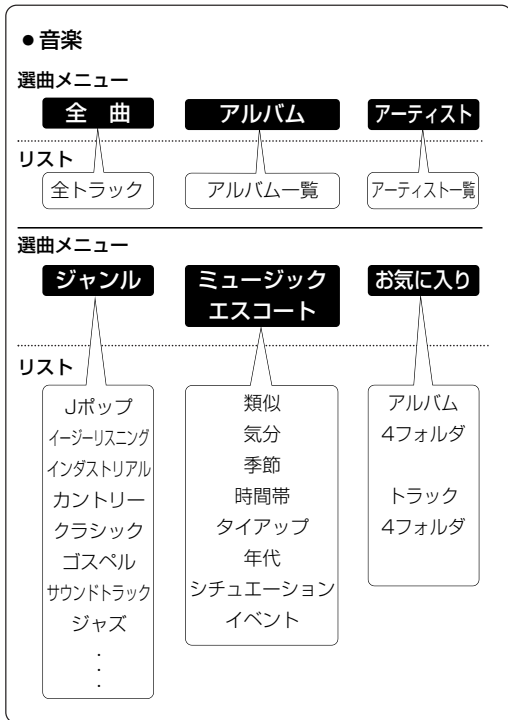 ●音楽
選曲メニュー
全 曲 アルバム アーティスト
リスト
全トラック アルバム一覧 アーティスト一覧
選曲メニュー
ジャンル ミュージック お気に入り
エスコート
リスト
Jポップ 類似 アルバム
イージーリスニング 気分 4フォルダ
インダストリアル 季節
カントリー 時間帯 トラック
クラシック タイアップ 4フォルダ
ゴスペル 年代
サウンドトラック シチュエーション
ジャズ イベント
・
・
・